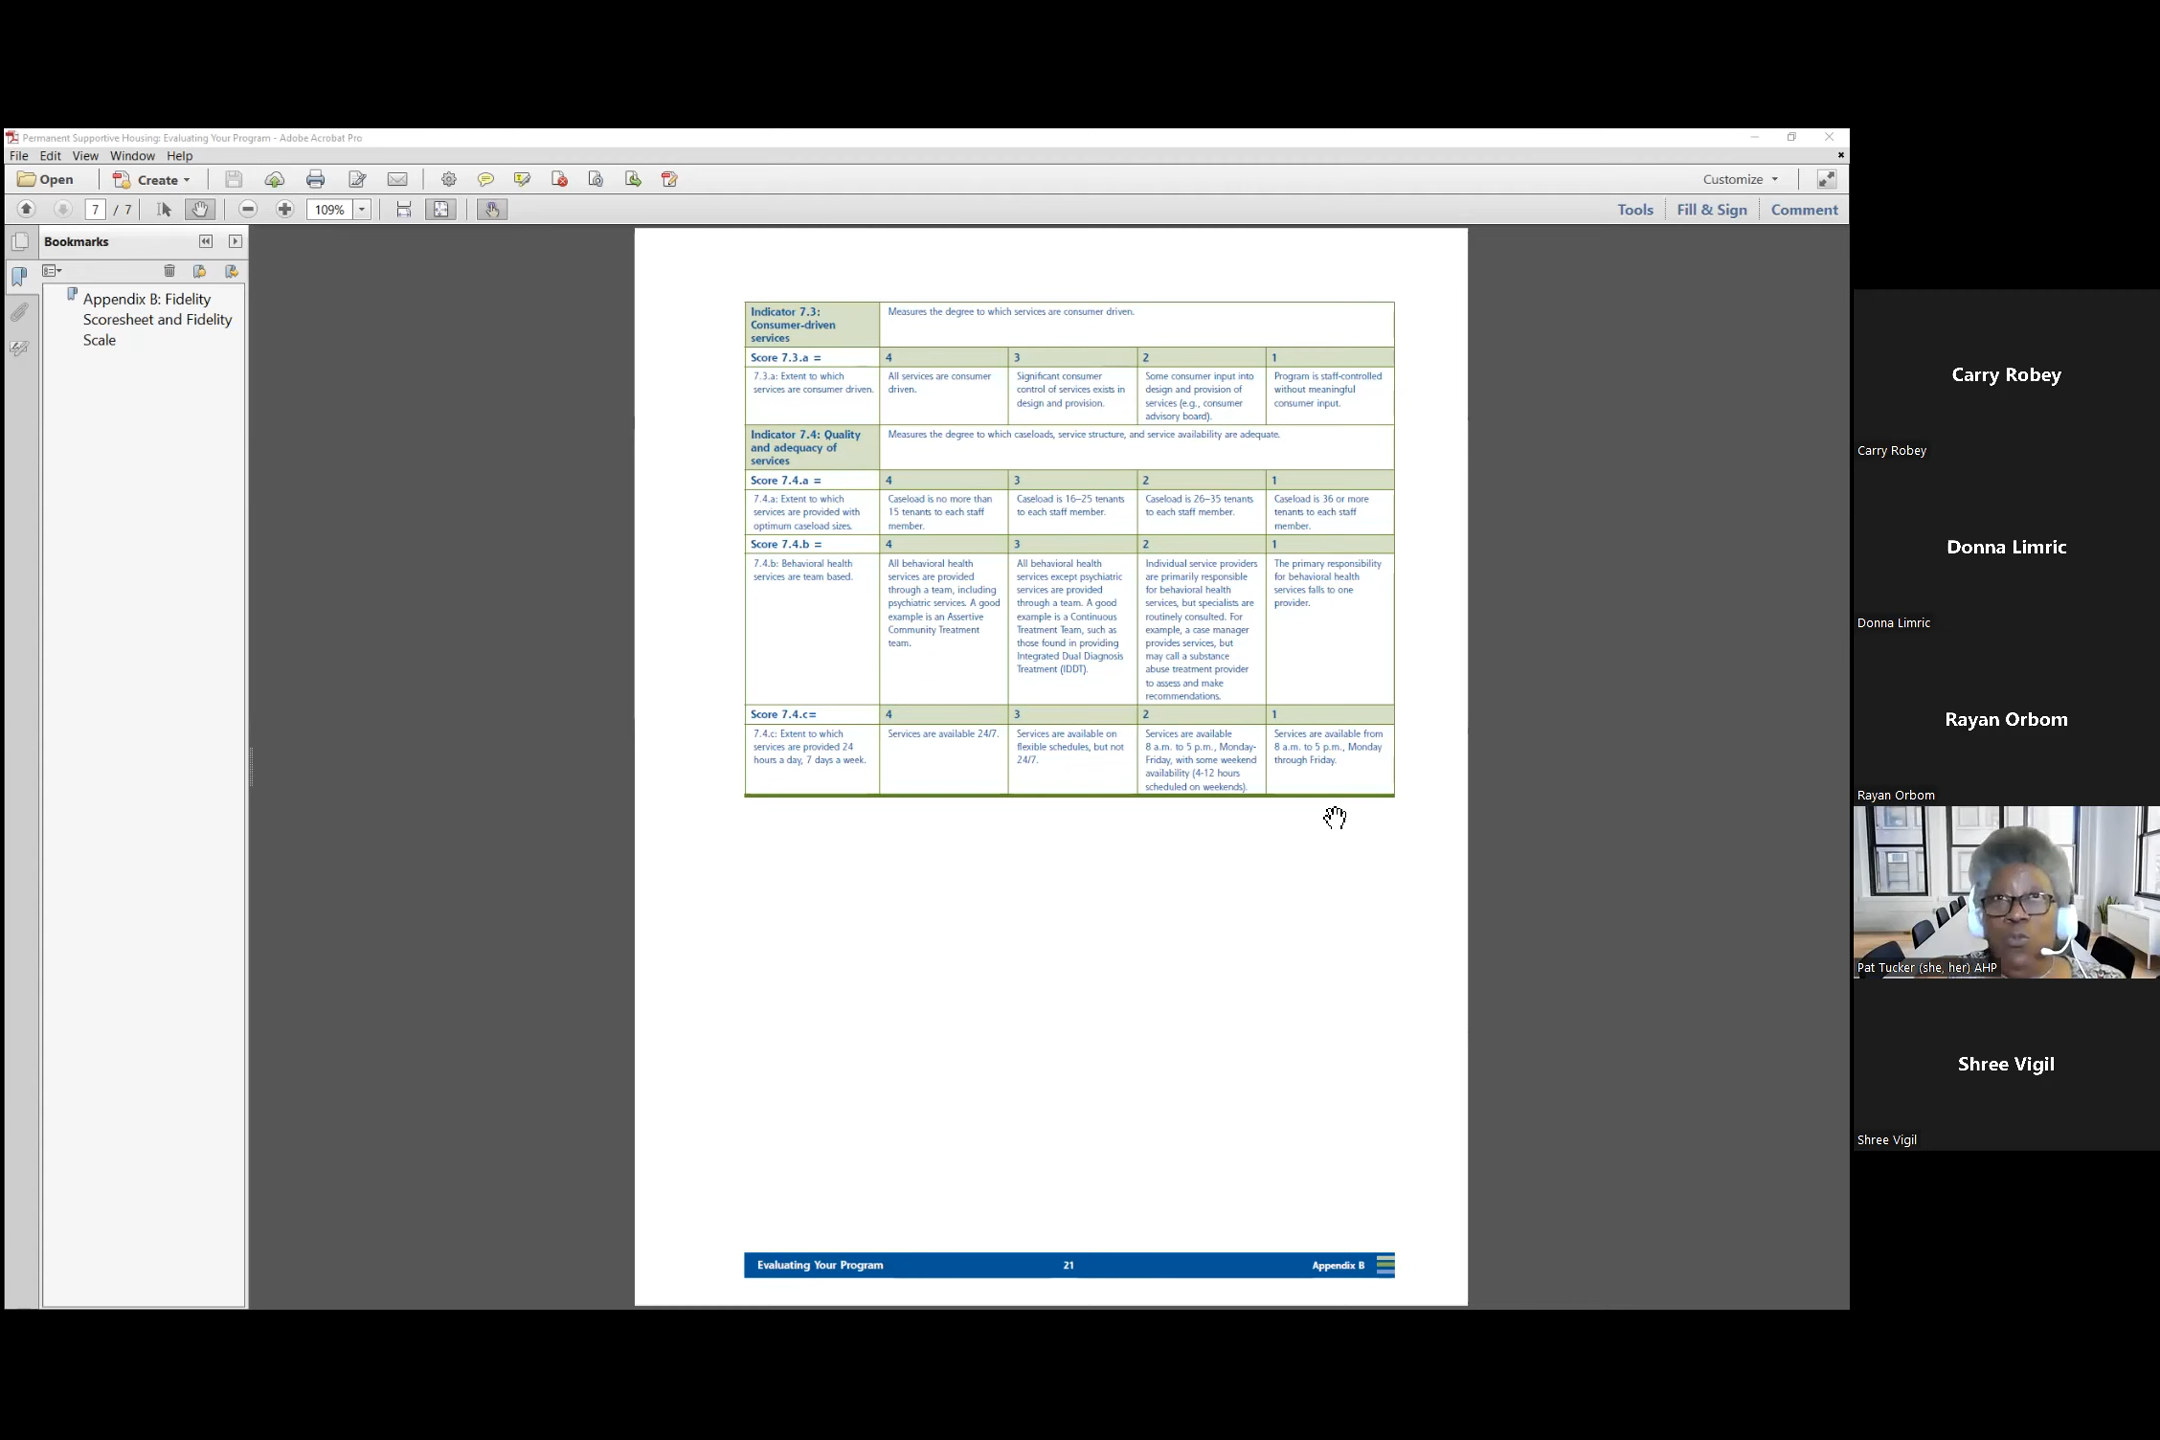 Permanent Supportive Housing: Evaluating Your Program - Adobe Acrobat Pro
File Edit View Window Help
Open Create Customize
7 / 7 109% Tools Fill & Sign Comment
Bookmarks
Appendix B: Fidelity
Scoresheet and Fidelity
Scale
Indicator 7.3:
Consumer-driven
services
Measures the degree to which services are consumer driven.
Score 7.3.a = 4 3 2 1
7.3.a: Extent to which
services are consumer driven.
All services are consumer
driven.
Significant consumer
control of services exists in
design and provision.
Some consumer input into
design and provision of
services (e.g., consumer
advisory board).
Program is staff-controlled
without meaningful
consumer input.
Indicator 7.4: Quality
and adequacy of
services
Measures the degree to which caseloads, service structure, and service availability are adequate.
Score 7.4.a = 4 3 2 1
7.4.a: Extent to which
services are provided with
optimum caseload sizes.
Caseload is no more than
15 tenants to each staff
member.
Caseload is 16–25 tenants
to each staff member.
Caseload is 26–35 tenants
to each staff member.
Caseload is 36 or more
tenants to each staff
member.
Score 7.4.b = 4 3 2 1
7.4.b: Behavioral health
services are team based.
All behavioral health
services are provided
through a team, including
psychiatric services. A good
example is an Assertive
Community Treatment
team.
All behavioral health
services except psychiatric
services are provided
through a team. A good
example is a Continuous
Treatment Team, such as
those found in providing
Integrated Dual Diagnosis
Treatment (IDDT).
Individual service providers
are primarily responsible
for behavioral health
services, but specialists are
routinely consulted. For
example, a case manager
provides services, but
may call a substance
abuse treatment provider
to assess and make
recommendations.
The primary responsibility
for behavioral health
services falls to one
provider.
Score 7.4.c= 4 3 2 1
7.4.c: Extent to which
services are provided 24
hours a day, 7 days a week.
Services are available 24/7.
Services are available on
flexible schedules, but not
24/7.
Services are available
8 a.m. to 5 p.m., Monday-
Friday, with some weekend
availability (4-12 hours
scheduled on weekends).
Services are available from
8 a.m. to 5 p.m., Monday
through Friday.
Evaluating Your Program 21 Appendix B
Carry Robey
Carry Robey
Donna Limric
Donna Limric
Rayan Orbom
Rayan Orbom
Pat Tucker (she, her) AHP
Shree Vigil
Shree Vigil